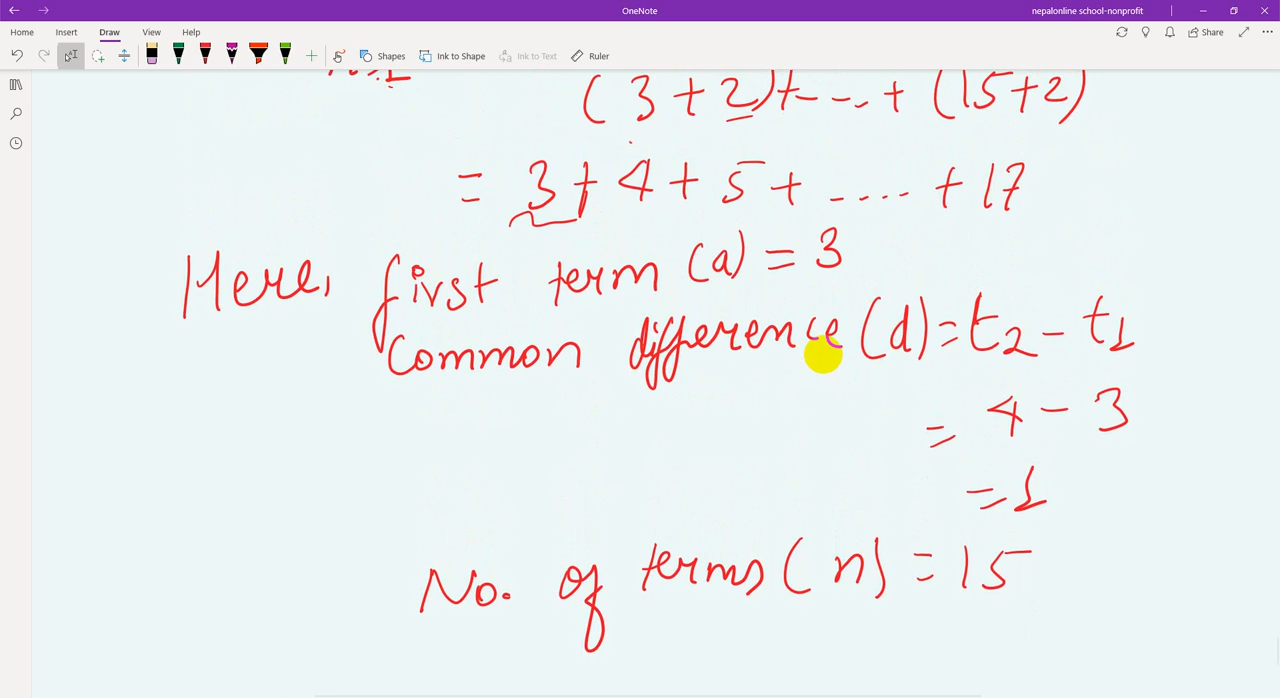 OneNote
nepalonline school-nonprofit
Home Insert Draw View Help
Share
Shapes Ink to Shape Ink to Text Ruler
(3+2)+-...+(15+2)
= 3+4+5+....+17
Here, first term (a) = 3
Common difference (d) = t₂ - t₁
= 4 - 3
= 1
No. of terms (n) = 15